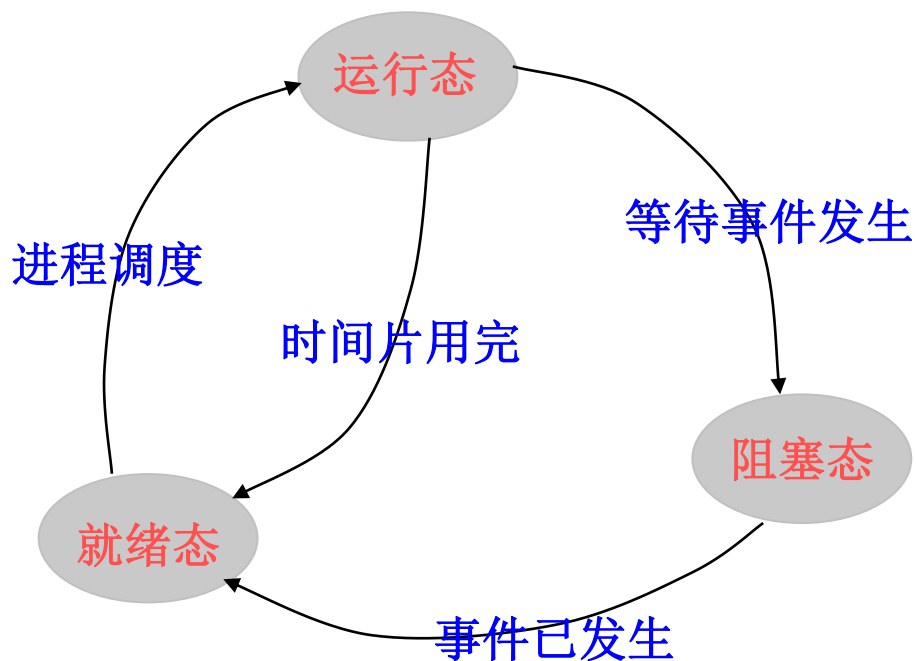 运行态
等待事件发生
进程调度
时间片用完
阻塞态
就绪态
事件已发生